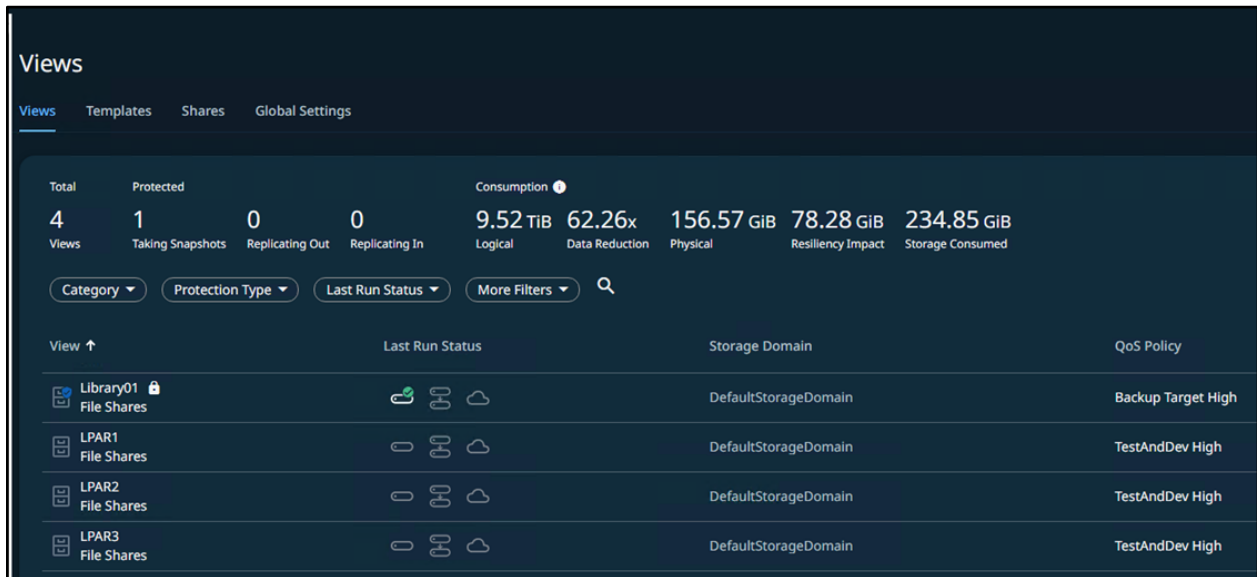 Views
Views Templates Shares Global Settings
Total Protected Consumption
4 1 0 0 9.52 TiB 62.26x 156.57 GiB 78.28 GiB 234.85 GiB
Views Taking Snapshots Replicating Out Replicating In Logical Data Reduction Physical Resiliency Impact Storage Consumed
Category Protection Type Last Run Status More Filters
View Last Run Status Storage Domain QoS Policy
Library01
File Shares DefaultStorageDomain Backup Target High
LPAR1
File Shares DefaultStorageDomain TestAndDev High
LPAR2
File Shares DefaultStorageDomain TestAndDev High
LPAR3
File Shares DefaultStorageDomain TestAndDev High